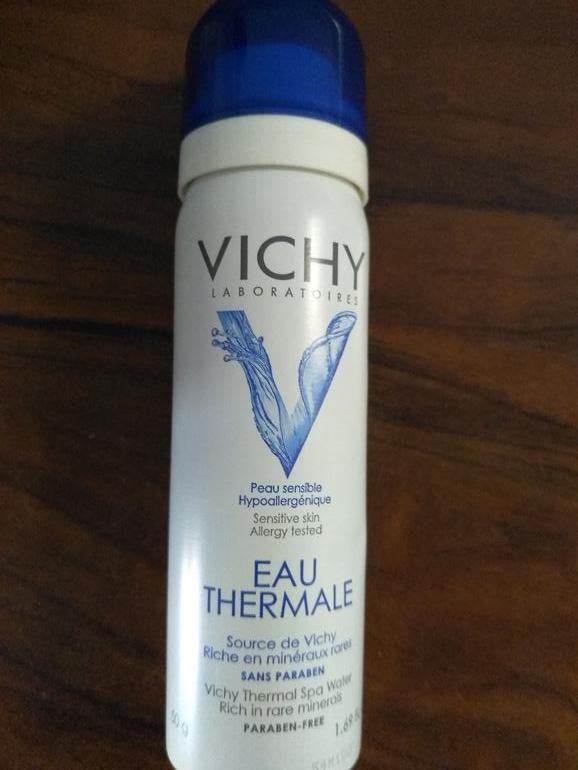 VICHY
LABORATOIRES
Peau sensible
Hypoallergénique
Sensitive skin
Allergy tested
EAU
THERMALE
Source de Vichy
Riche en minéraux rares
SANS PARABEN
Vichy Thermal Spa Water
Rich in rare minerals
PARABEN-FREE
50 g